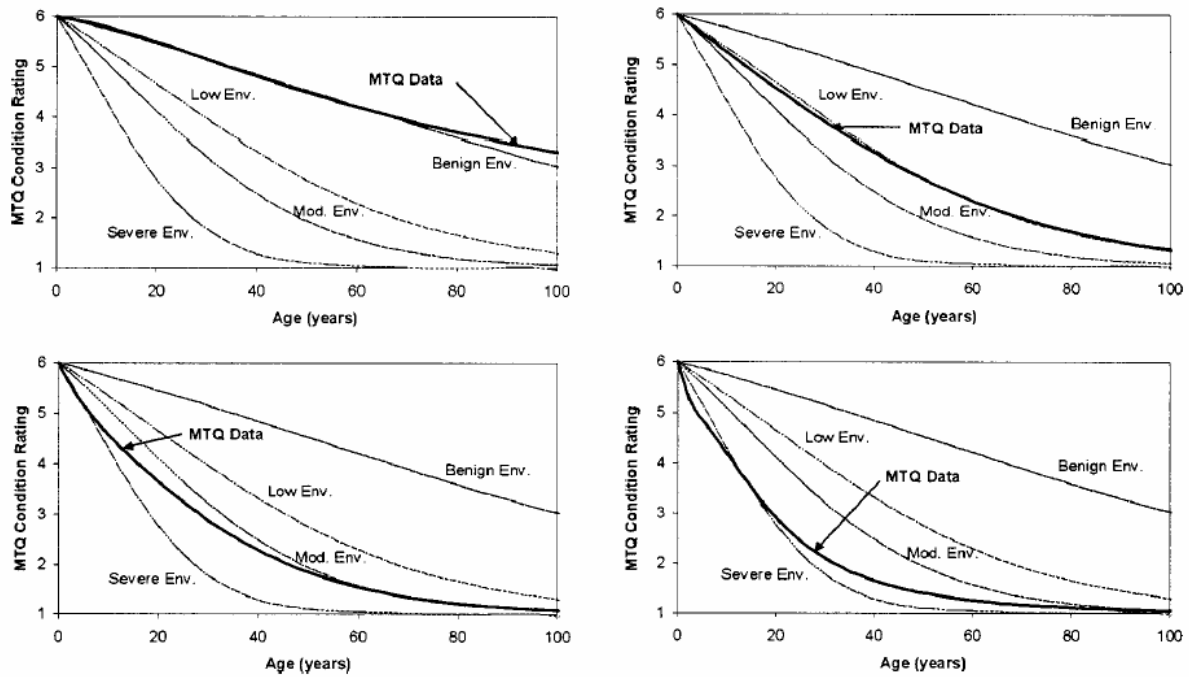 6
5
4
3
2
1
MTQ Condition Rating
MTQ Data
Low Env.
Benign Env.
Mod. Env.
Severe Env.
0 20 40 60 80 100
Age (years)
6
5
4
3
2
1
MTQ Condition Rating
Low Env.
MTQ Data
Benign Env.
Mod. Env.
Severe Env.
0 20 40 60 80 100
Age (years)
6
5
4
3
2
1
MTQ Condition Rating
MTQ Data
Benign Env.
Low Env.
Mod. Env.
Severe Env.
0 20 40 60 80 100
Age (years)
6
5
4
3
2
1
MTQ Condition Rating
Low Env.
Benign Env.
MTQ Data
Mod. Env.
Severe Env.
0 20 40 60 80 100
Age (years)